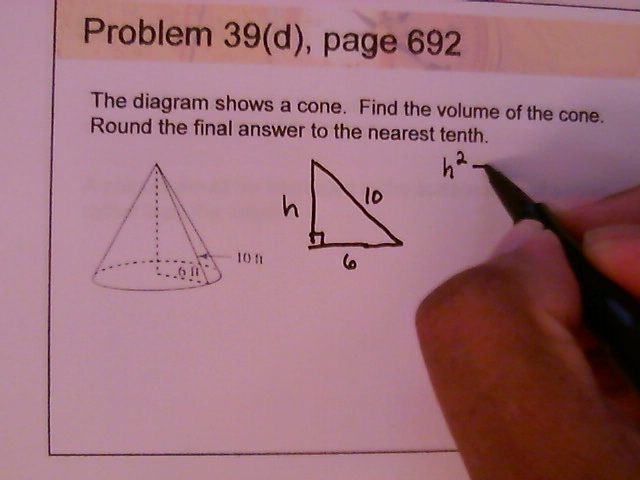 Problem 39(d), page 692
The diagram shows a cone. Find the volume of the cone.
Round the final answer to the nearest tenth.
h²
h
10
6
10 ft
6 ft